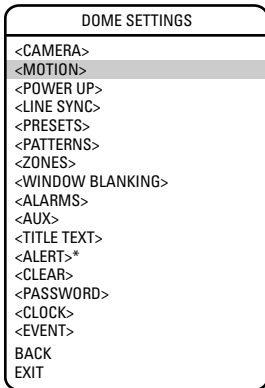 DOME SETTINGS
<CAMERA>
<MOTION>
<POWER UP>
<LINE SYNC>
<PRESETS>
<PATTERNS>
<ZONES>
<WINDOW BLANKING>
<ALARMS>
<AUX>
<TITLE TEXT>
<ALERT>*
<CLEAR>
<PASSWORD>
<CLOCK>
<EVENT>
BACK
EXIT